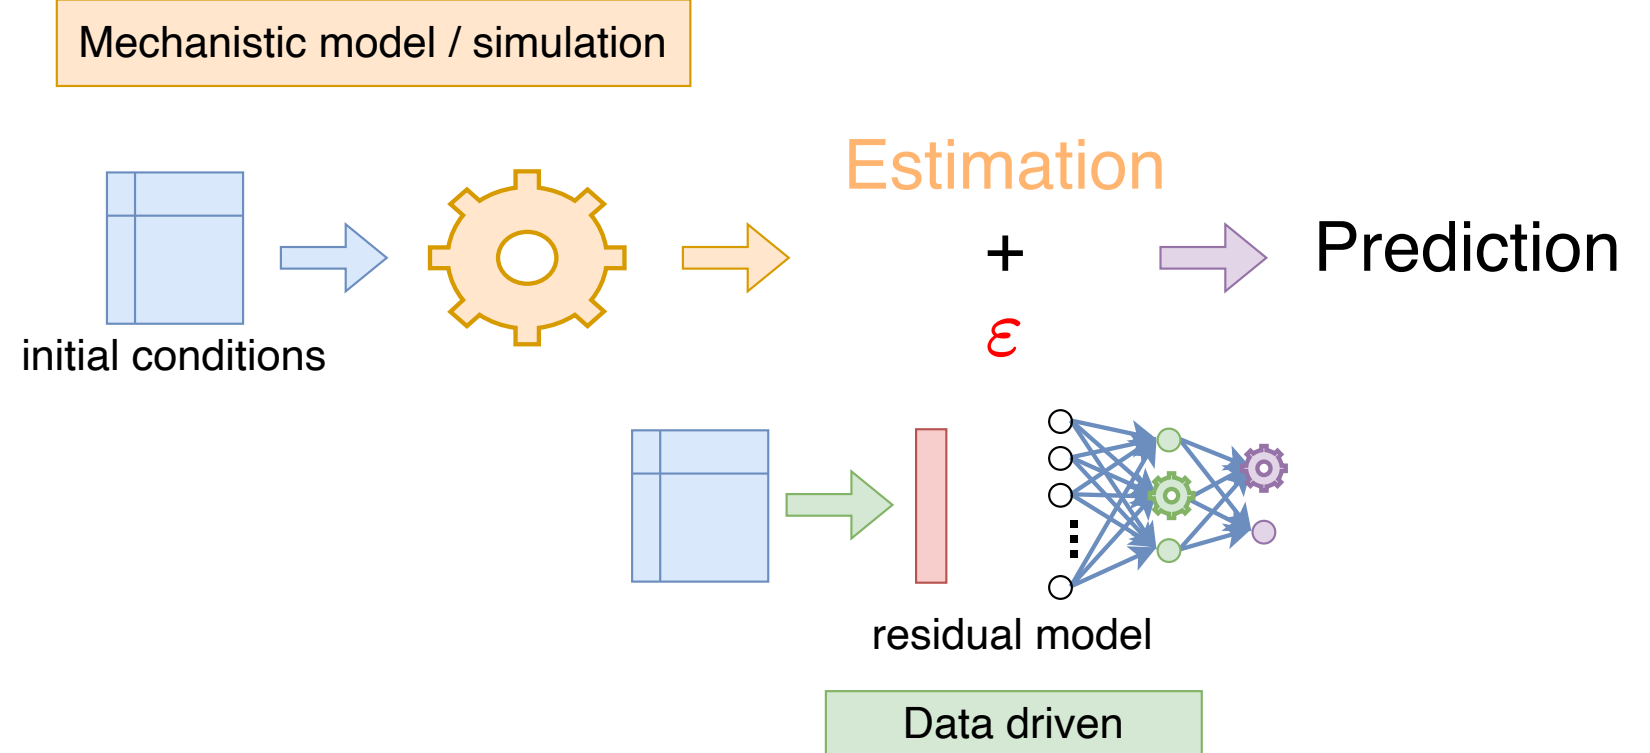 Mechanistic model / simulation
Estimation
+
ε
Prediction
initial conditions
residual model
Data driven